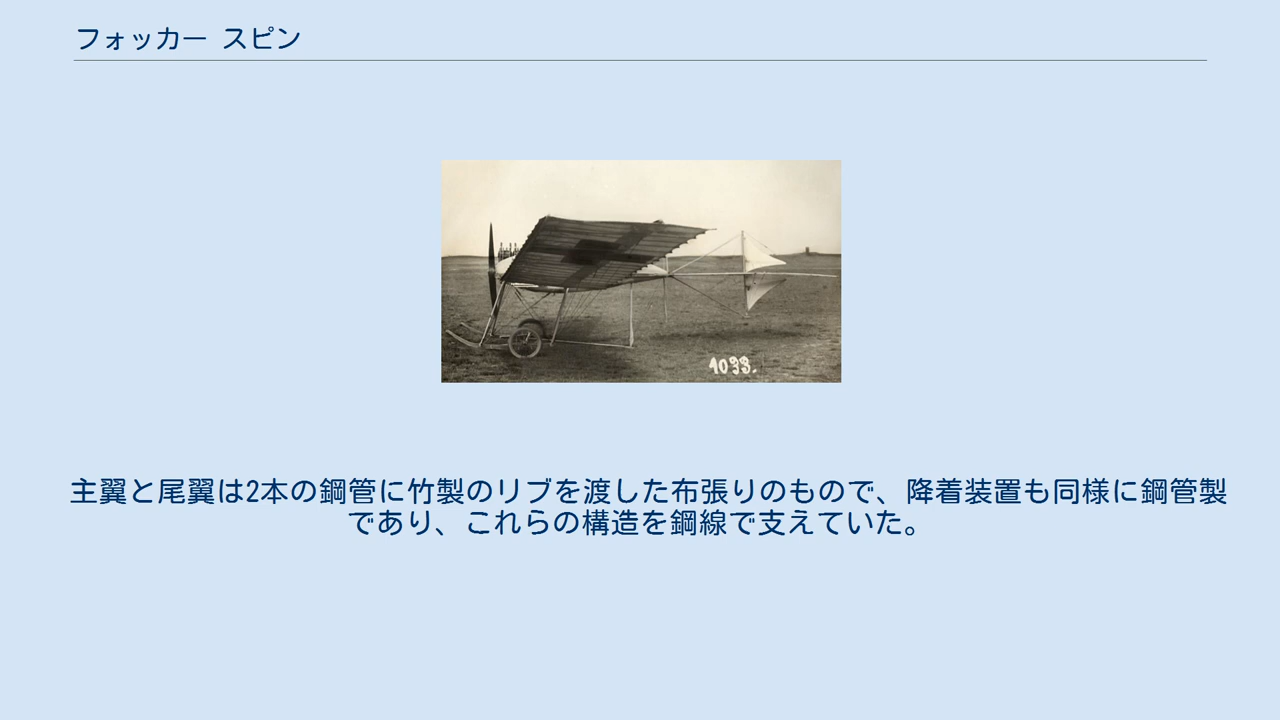 フォッカー スピン
1033.
主翼と尾翼は2本の鋼管に竹製のリブを渡した布張りのもので、降着装置も同様に鋼管製
であり、これらの構造を鋼線で支えていた。